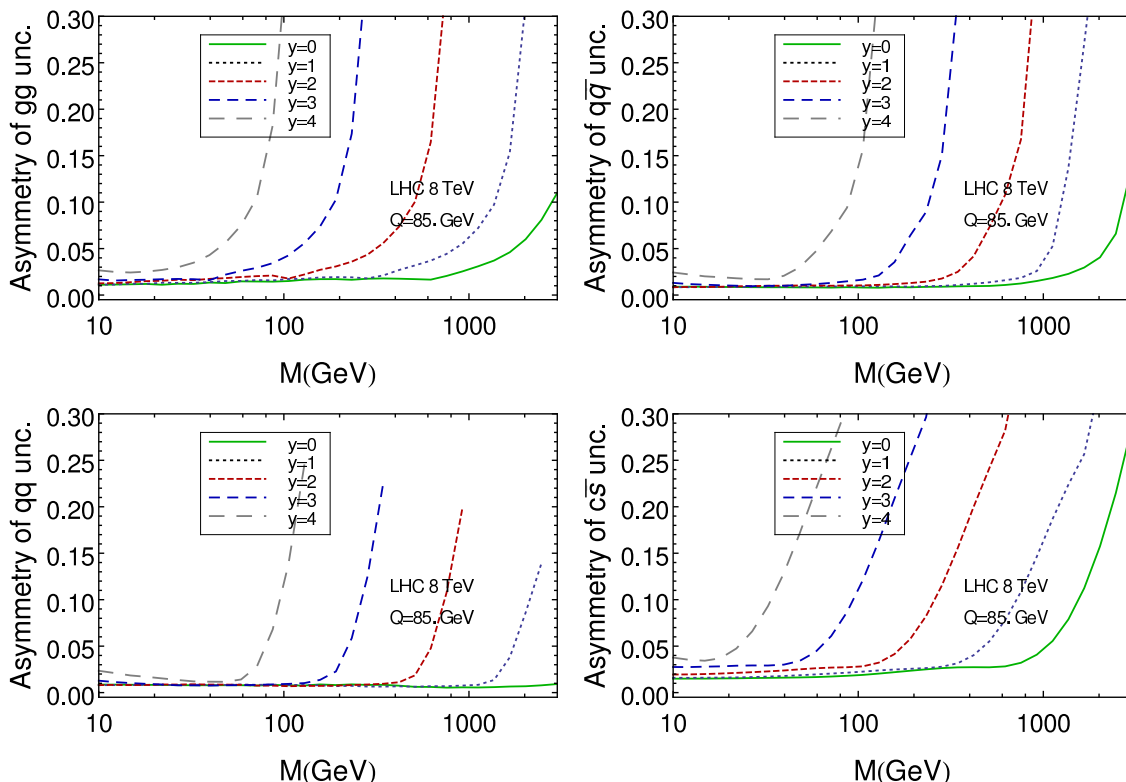 Asymmetry of gg unc.
0.30
0.25
0.20
0.15
0.10
0.05
0.00
y=0
y=1
y=2
y=3
y=4
LHC 8 TeV
Q=85. GeV
10 100 1000
M(GeV)
Asymmetry of qq̅ unc.
0.30
0.25
0.20
0.15
0.10
0.05
0.00
y=0
y=1
y=2
y=3
y=4
LHC 8 TeV
Q=85. GeV
10 100 1000
M(GeV)
Asymmetry of qq unc.
0.30
0.25
0.20
0.15
0.10
0.05
0.00
y=0
y=1
y=2
y=3
y=4
LHC 8 TeV
Q=85. GeV
10 100 1000
M(GeV)
Asymmetry of cs̅ unc.
0.30
0.25
0.20
0.15
0.10
0.05
0.00
y=0
y=1
y=2
y=3
y=4
LHC 8 TeV
Q=85. GeV
10 100 1000
M(GeV)